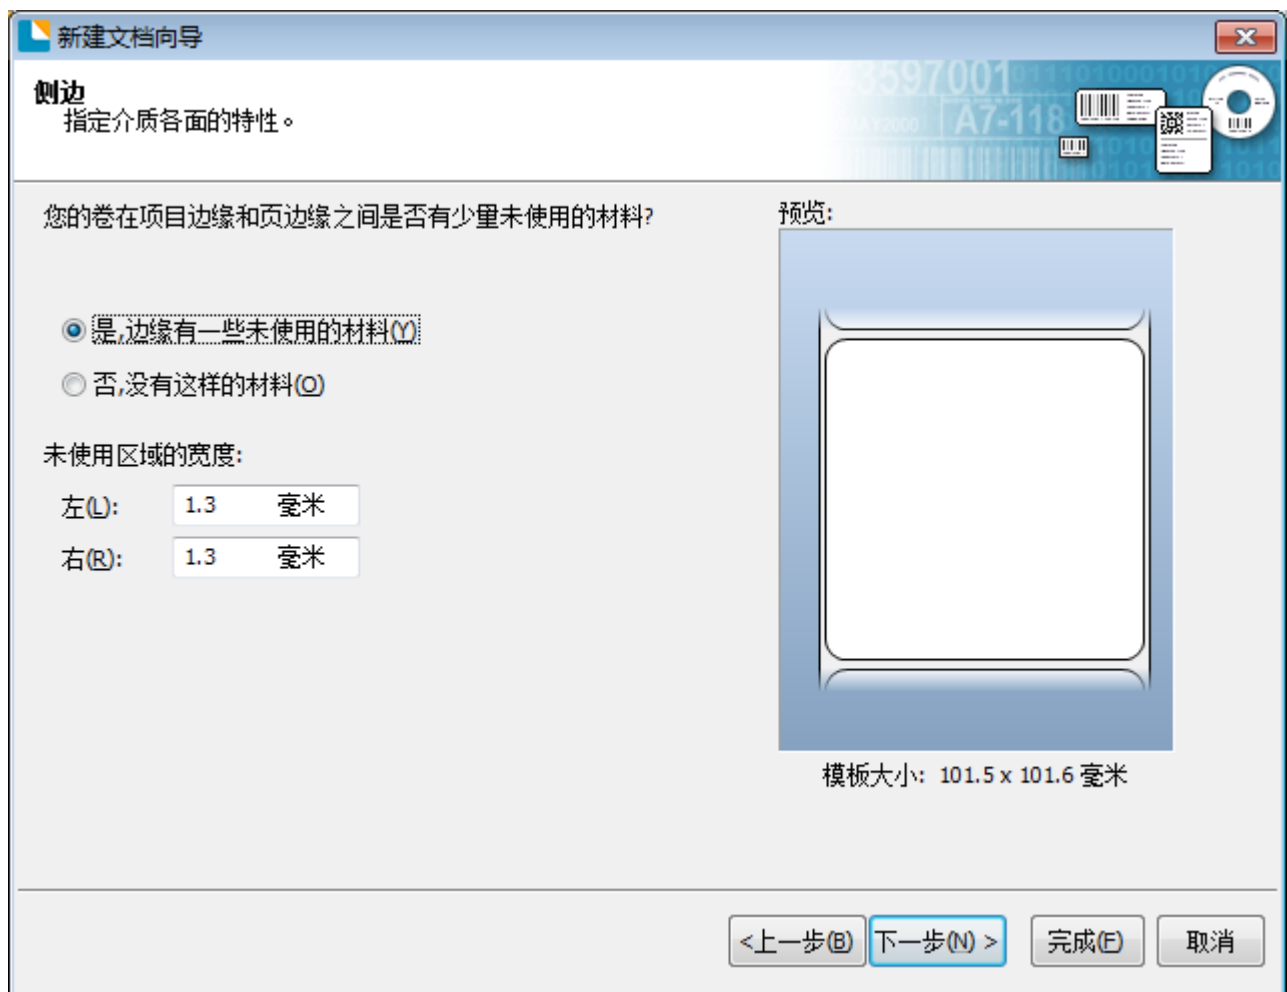 新建文档向导
侧边
指定介质各面的特性。
43597001
A7-118
您的卷在项目边缘和页边缘之间是否有少量未使用的材料?
预览:
是,边缘有一些未使用的材料(Y)
否,没有这样的材料(O)
未使用区域的宽度:
左(L): 1.3 毫米
右(R): 1.3 毫米
模板大小: 101.5 x 101.6 毫米
<上一步(B) 下一步(N) > 完成(F) 取消